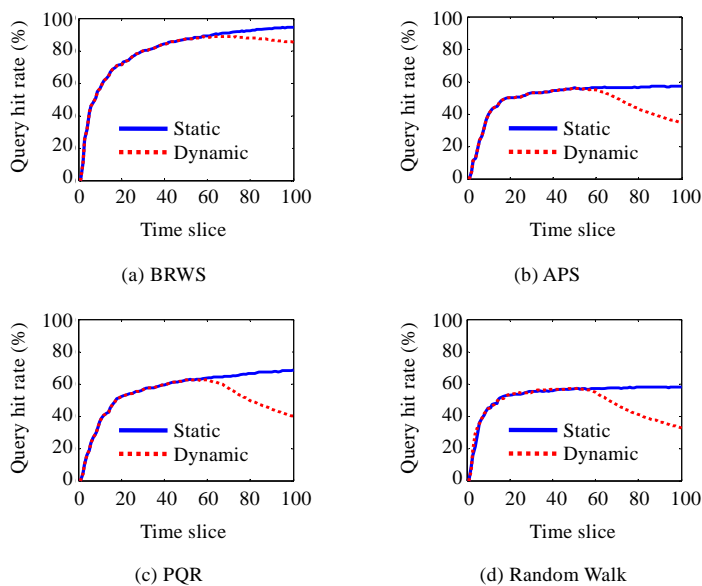 Query hit rate (%)
100
80
60
40
20
0
Static
Dynamic
0 20 40 60 80 100
Time slice
(a) BRWS
Query hit rate (%)
100
80
60
40
20
0
Static
Dynamic
0 20 40 60 80 100
Time slice
(b) APS
Query hit rate (%)
100
80
60
40
20
0
Static
Dynamic
0 20 40 60 80 100
Time slice
(c) PQR
Query hit rate (%)
100
80
60
40
20
0
Static
Dynamic
0 20 40 60 80 100
Time slice
(d) Random Walk